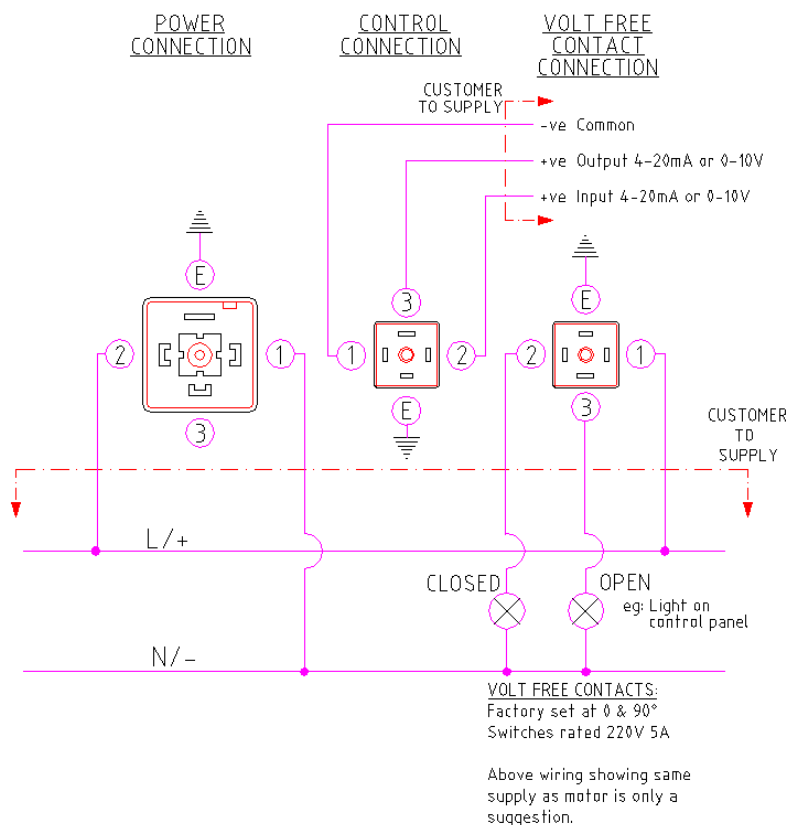 POWER
CONNECTION
CONTROL
CONNECTION
VOLT FREE
CONTACT
CONNECTION
CUSTOMER
TO SUPPLY
-ve Common
+ve Output 4-20mA or 0-10V
+ve Input 4-20mA or 0-10V
E
2
1
3
3
1
2
E
E
2
1
3
CUSTOMER
TO
SUPPLY
L/+
CLOSED
OPEN
eg: Light on
control panel
N/-
VOLT FREE CONTACTS:
Factory set at 0 & 90°
Switches rated 220V 5A
Above wiring showing same
supply as motor is only a
suggestion.